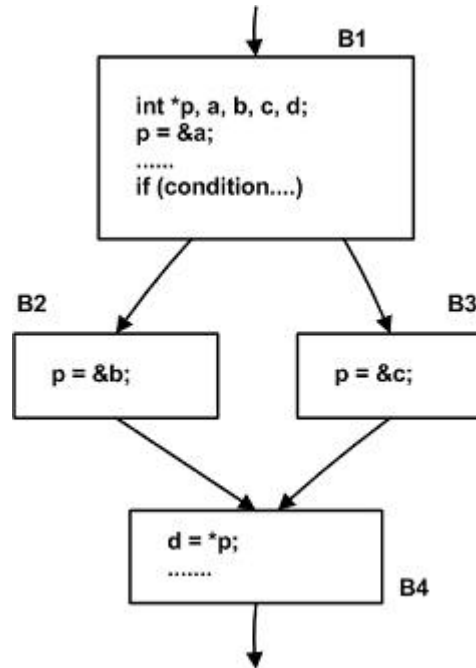 B1
int *p, a, b, c, d;
p = &a;
......
if (condition....)
B2
B3
p = &b;
p = &c;
d = *p;
.......
B4